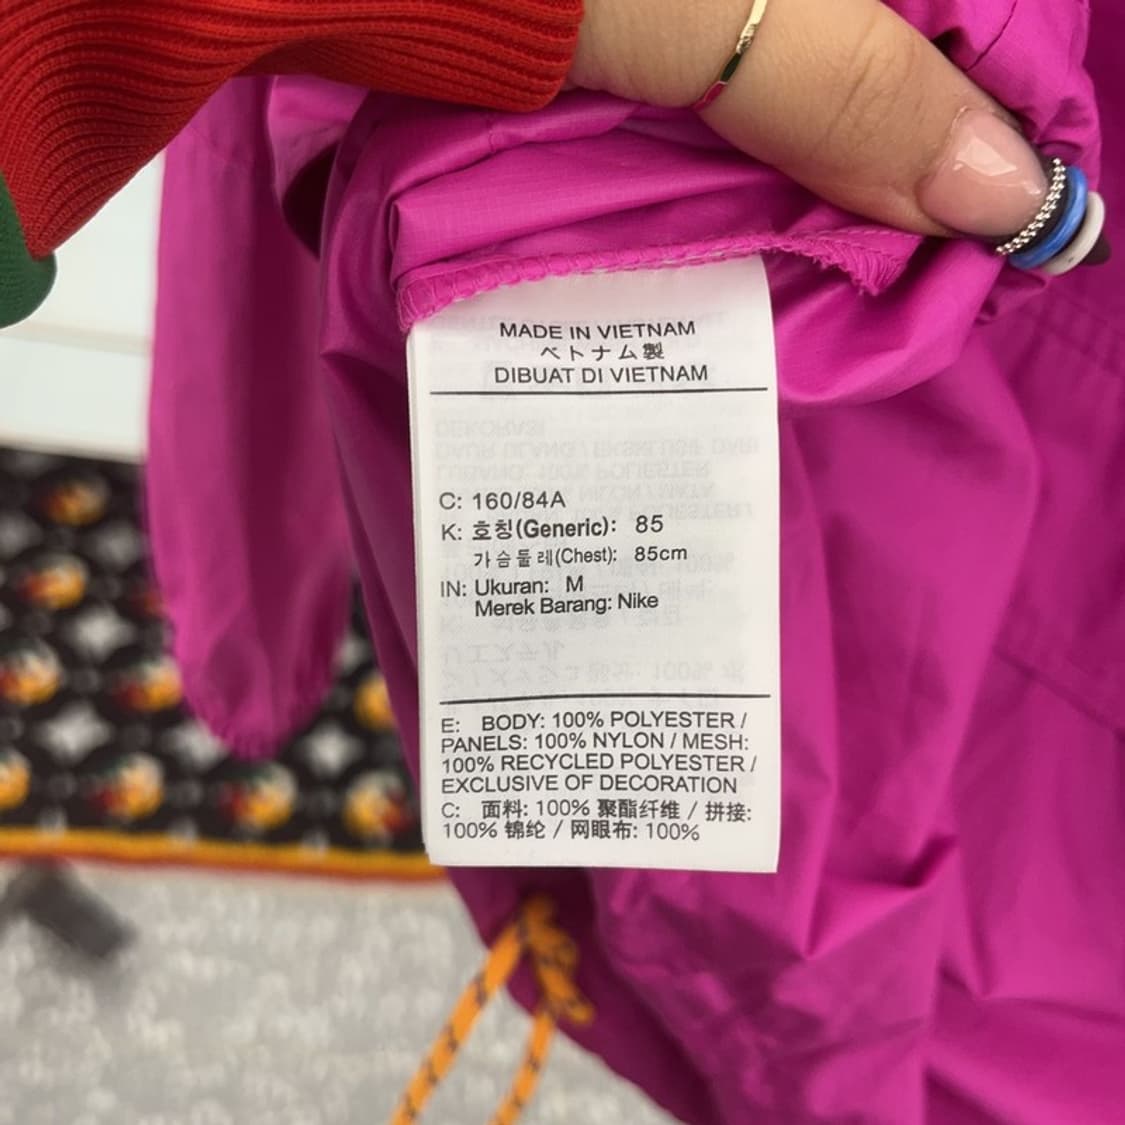 MADE IN VIETNAM
ベトナム製
DIBUAT DI VIETNAM
C: 160/84A
K: 호칭(Generic): 85
가슴둘레(Chest): 85cm
IN: Ukuran: M
Merek Barang: Nike
E: BODY: 100% POLYESTER /
PANELS: 100% NYLON / MESH:
100% RECYCLED POLYESTER /
EXCLUSIVE OF DECORATION
C: 面料: 100% 聚酯纤维 / 拼接:
100% 锦纶 / 网眼布: 100%